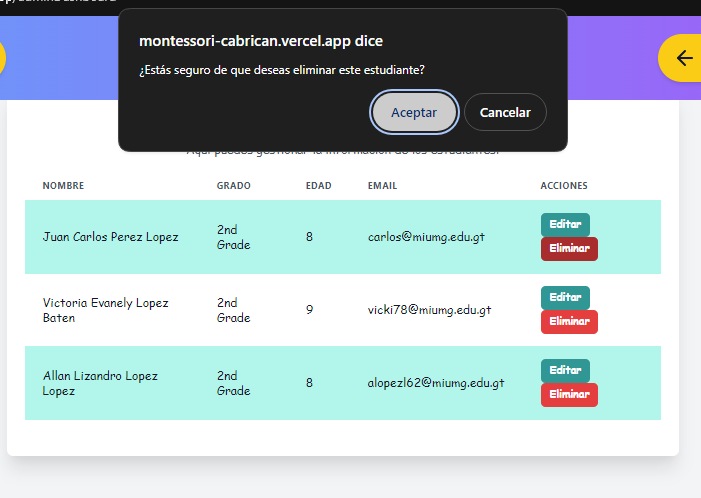 montessori-cabrican.vercel.app dice
¿Estás seguro de que deseas eliminar este estudiante?
Aceptar
Cancelar
Aquí puedes gestionar la información de los estudiantes.
NOMBRE GRADO EDAD EMAIL ACCIONES
Juan Carlos Perez Lopez
2nd
Grade
8
carlos@miumg.edu.gt
Editar
Eliminar
Victoria Evanely Lopez
Baten
2nd
Grade
9
vicki78@miumg.edu.gt
Editar
Eliminar
Allan Lizandro Lopez
Lopez
2nd
Grade
8
alopezl62@miumg.edu.gt
Editar
Eliminar